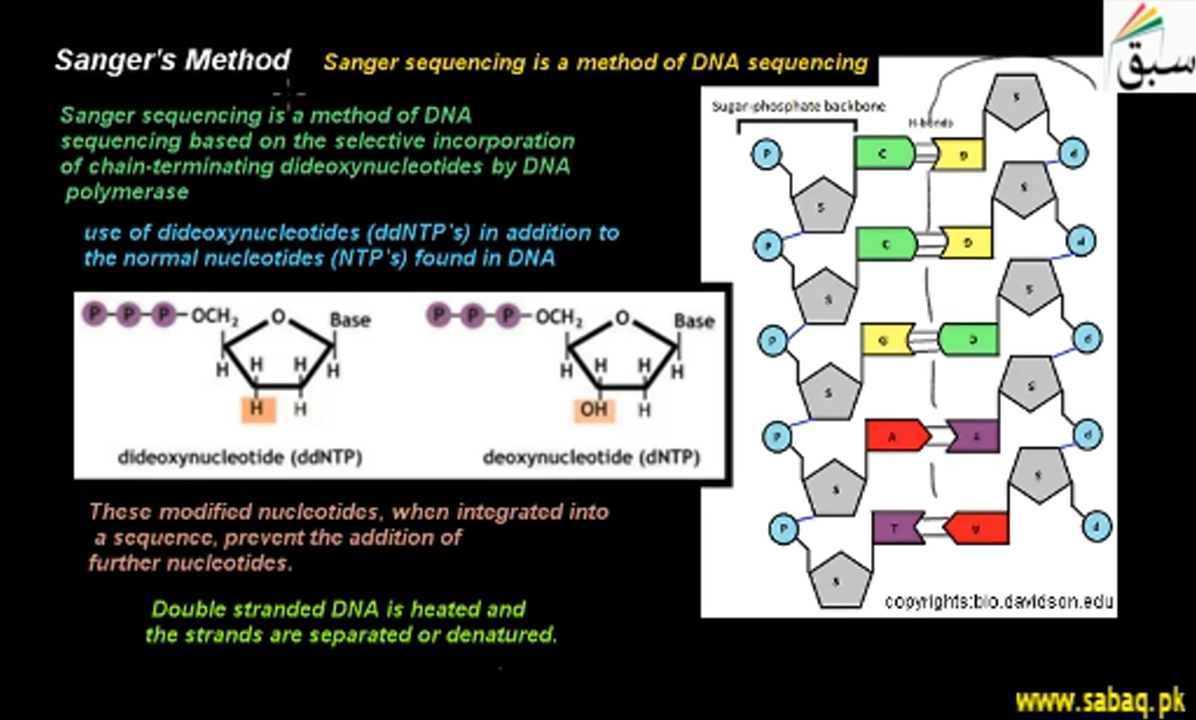 Sanger's Method
Sanger sequencing is a method of DNA sequencing
سبق
Sanger sequencing is a method of DNA
sequencing based on the selective incorporation
of chain-terminating dideoxynucleotides by DNA
polymerase
use of dideoxynucleotides (ddNTP's) in addition to
the normal nucleotides (NTP's) found in DNA
P P P OCH2 O Base
H H H H
H H
dideoxynucleotide (ddNTP)
P P P OCH2 O Base
H H H H
OH H
deoxynucleotide (dNTP)
These modified nucleotides, when integrated into
a sequence, prevent the addition of
further nucleotides.
Double stranded DNA is heated and
the strands are separated or denatured.
Sugar-phosphate backbone
H-bonds
S
P C G P
S S
P C G P
S S
P G C P
S S
P A P
S S
P T A P
S
copyrights:bio.davidson.edu
www.sabaq.pk